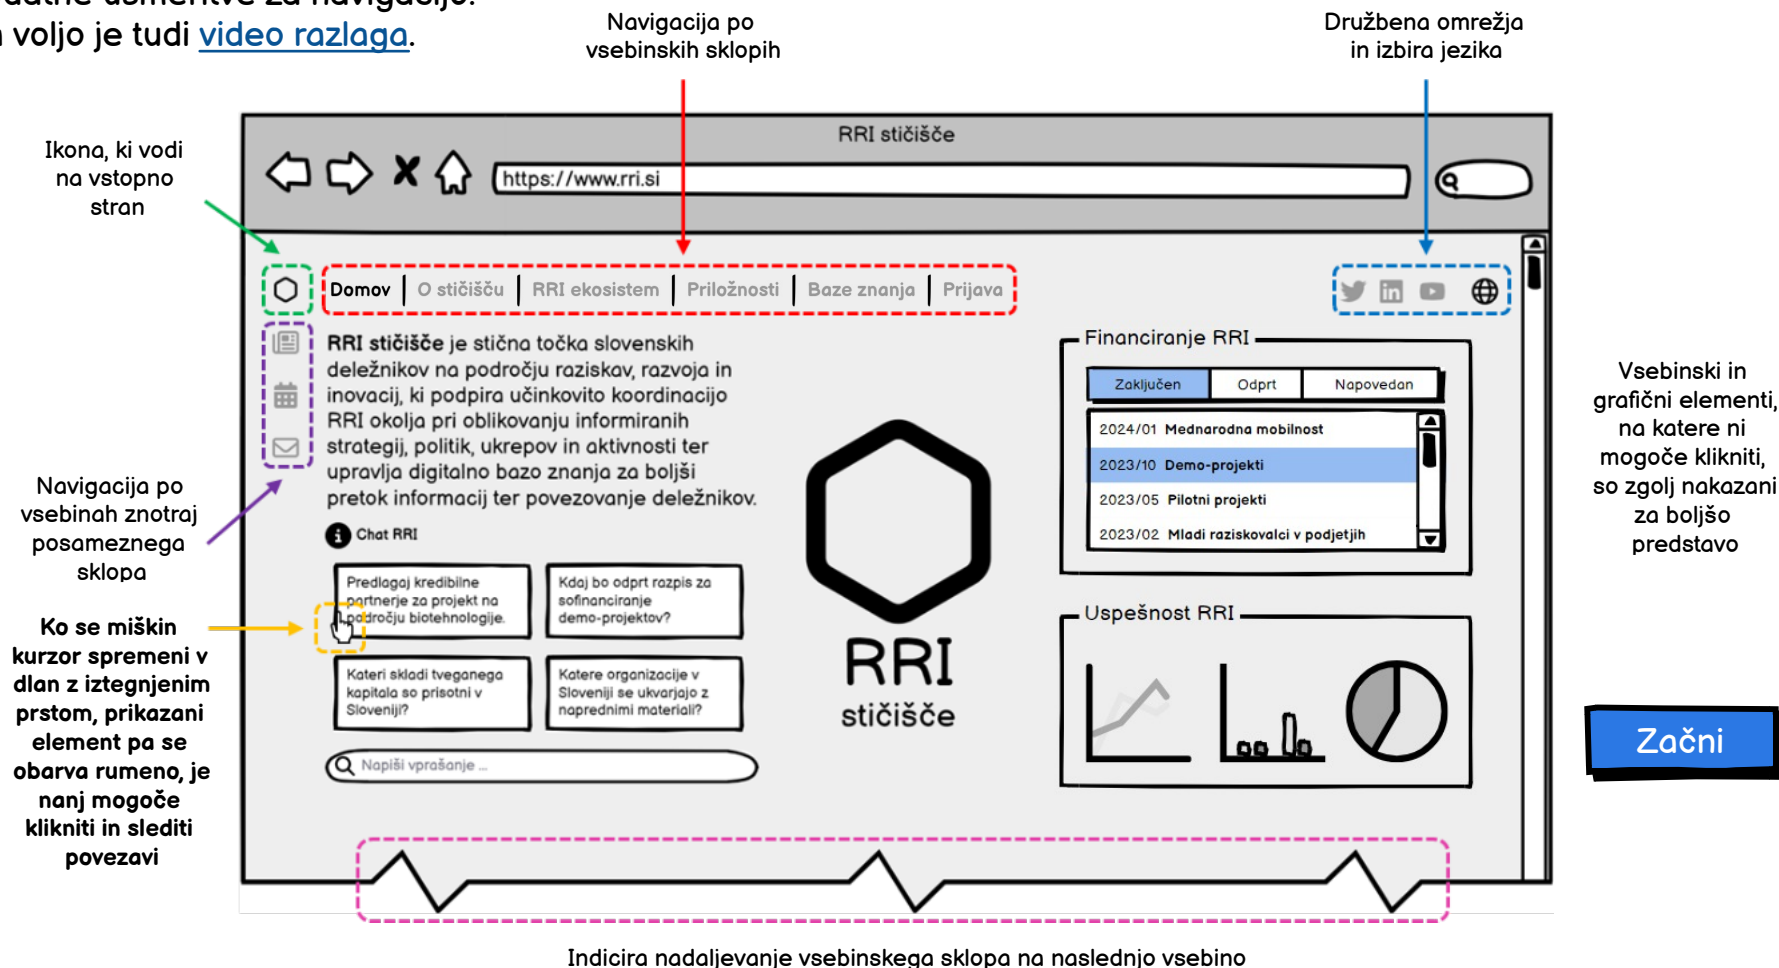 usmeritve za navigacijo.
voljo je tudi video razlaga.
Navigacija po
vsebinskih sklopih
Družbena omrežja
in izbira jezika
Ikona, ki vodi
na vstopno
stran
RRI stičišče
https://www.rri.si
Domov | O stičišču | RRI ekosistem | Priložnosti | Baze znanja | Prijava
RRI stičišče je stična točka slovenskih
deležnikov na področju raziskav, razvoja in
inovacij, ki podpira učinkovito koordinacijo
RRI okolja pri oblikovanju informiranih
strategij, politik, ukrepov in aktivnosti ter
upravlja digitalno bazo znanja za boljši
pretok informacij ter povezovanje deležnikov.
Chat RRI
Predlagaj kredibilne
partnerje za projekt na
področju biotehnologije.
Kdaj bo odprt razpis za
sofinanciranje
demo-projektov?
Kateri skladi tveganega
kapitala so prisotni v
Sloveniji?
Katere organizacije v
Sloveniji se ukvarjajo z
naprednimi materiali?
Napiši vprašanje ...
RRI
stičišče
Financiranje RRI
Zaključen Odprt Napovedan
2024/01 Mednarodna mobilnost
2023/10 Demo-projekti
2023/05 Pilotni projekti
2023/02 Mladi raziskovalci v podjetjih
Uspešnost RRI
Navigacija po
vsebinah znotraj
posameznega
sklopa
Ko se miškin
kurzor spremeni v
dlan z iztegnjenim
prstom, prikazani
element pa se
obarva rumeno, je
nanj mogoče
klikniti in slediti
povezavi
Vsebinski in
grafični elementi,
na katere ni
mogoče klikniti,
so zgolj nakazani
za boljšo
predstavo
Začni
Indicira nadaljevanje vsebinskega sklopa na naslednjo vsebino